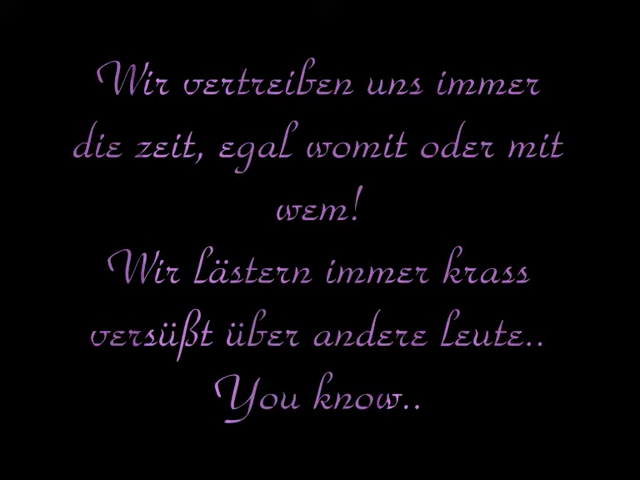 Wir vertreiben uns immer
die zeit, egal womit oder mit
wem!
Wir lästern immer krass
versüßt über andere leute..
You know..